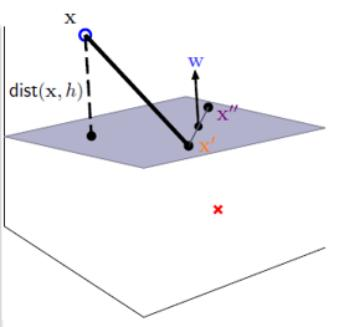 x
w
dist(x, h)
x''
x'